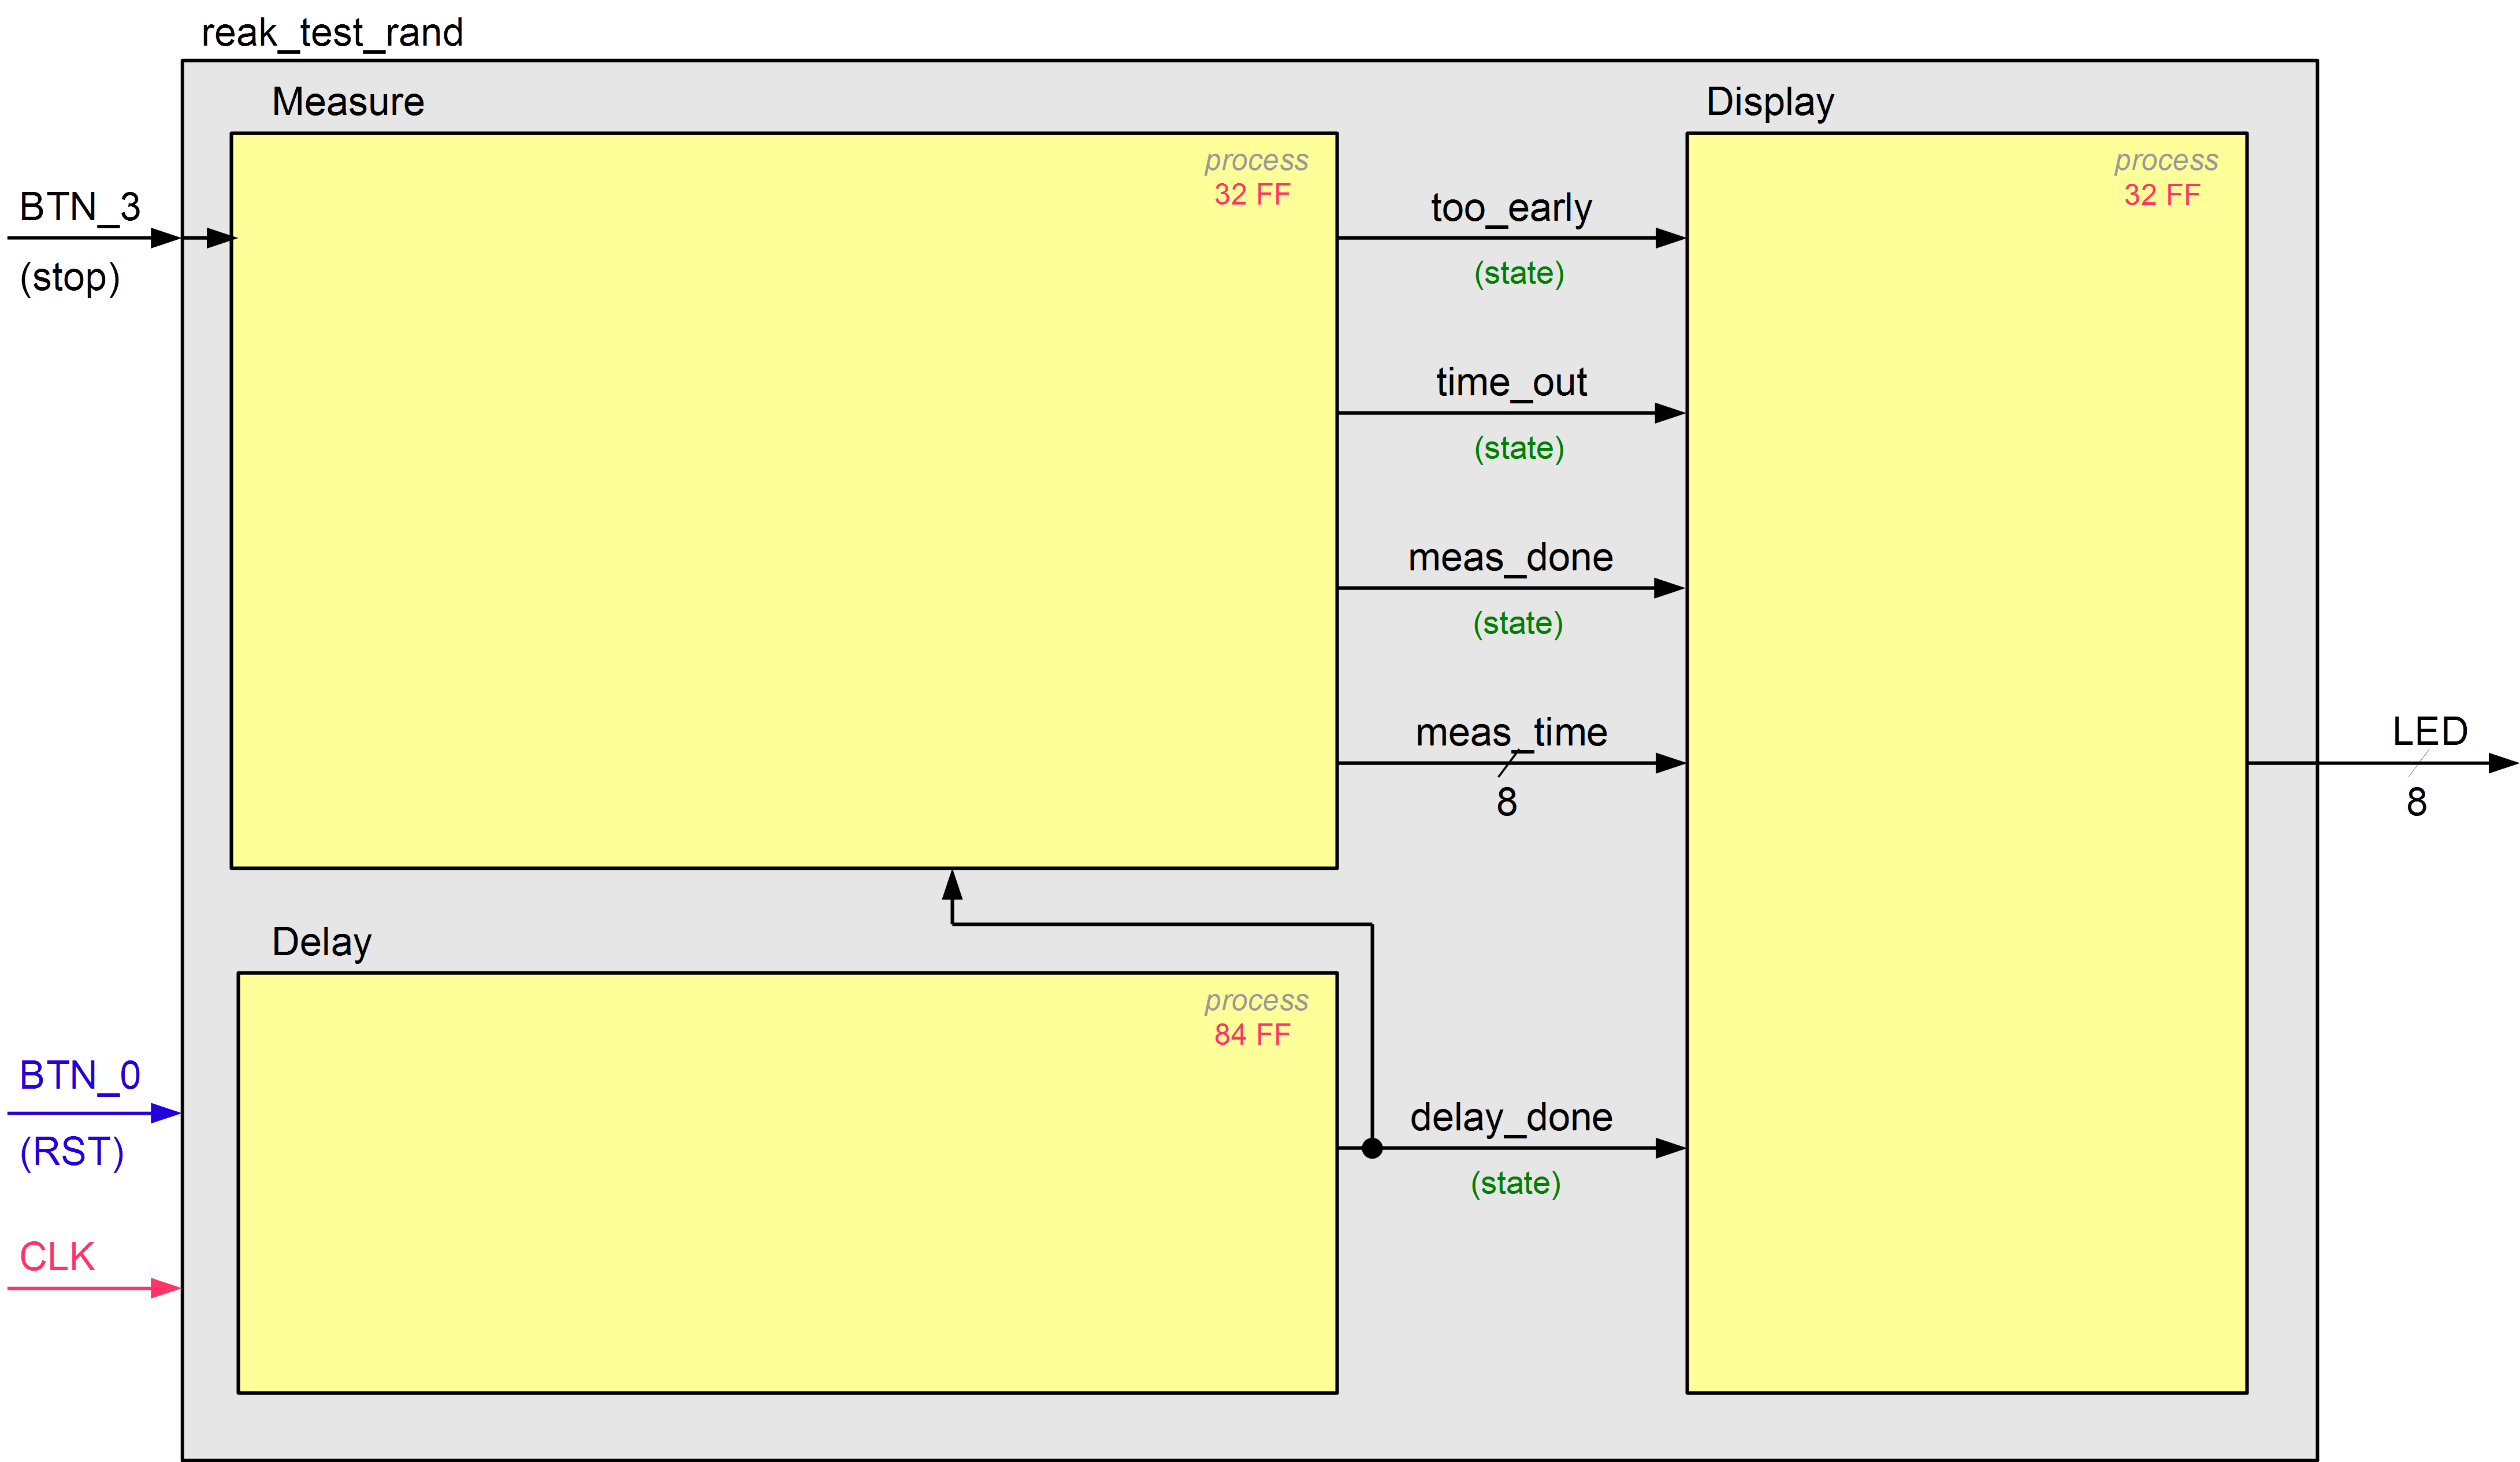 reak_test_rand
Measure
Display
process
32 FF
process
32 FF
BTN_3
(stop)
too_early
(state)
time_out
(state)
meas_done
(state)
meas_time
8
LED
8
Delay
process
84 FF
BTN_0
(RST)
delay_done
(state)
CLK